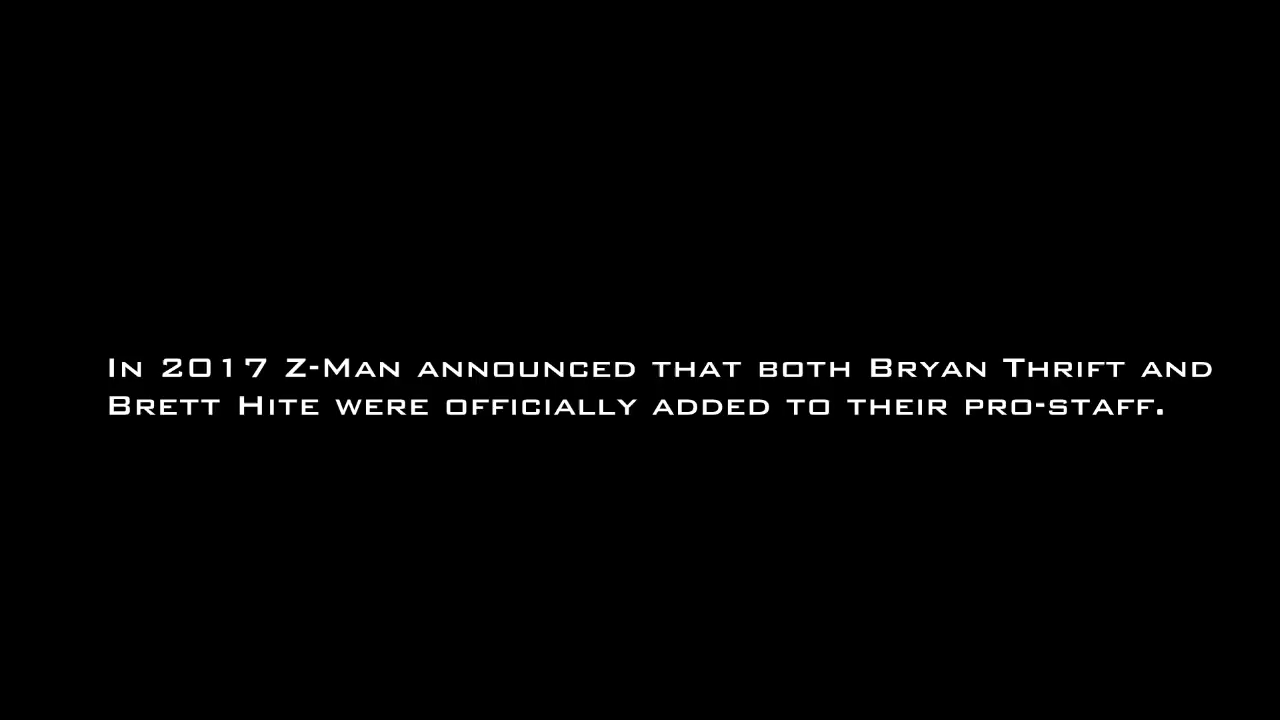 In 2017 Z-Man announced that both Bryan Thrift and
Brett Hite were officially added to their pro-staff.